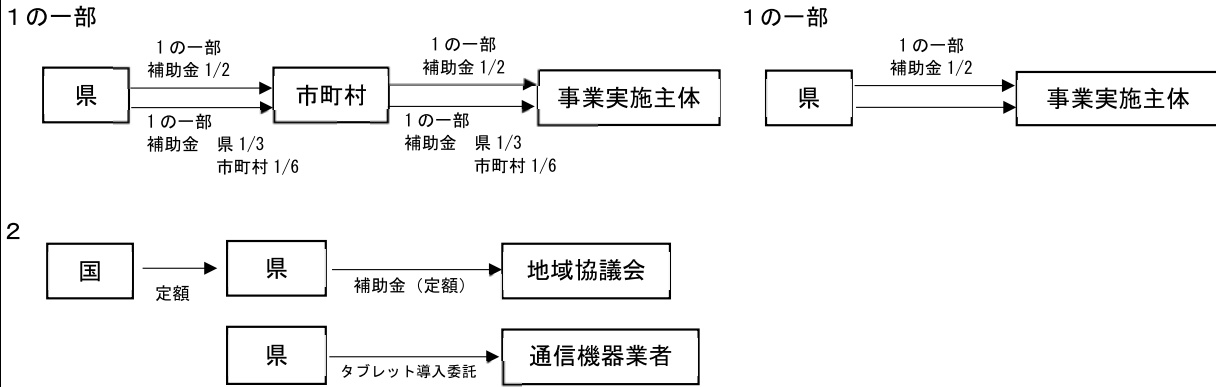 1の一部
1の一部
補助金 1/2
県
市町村
1の一部
補助金 1/2
事業実施主体
1の一部
補助金 県 1/3
市町村 1/6
1の一部
補助金 県 1/3
市町村 1/6
1の一部
1の一部
補助金 1/2
県
事業実施主体
2
国
定額
県
補助金（定額）
地域協議会
県
タブレット導入委託
通信機器業者